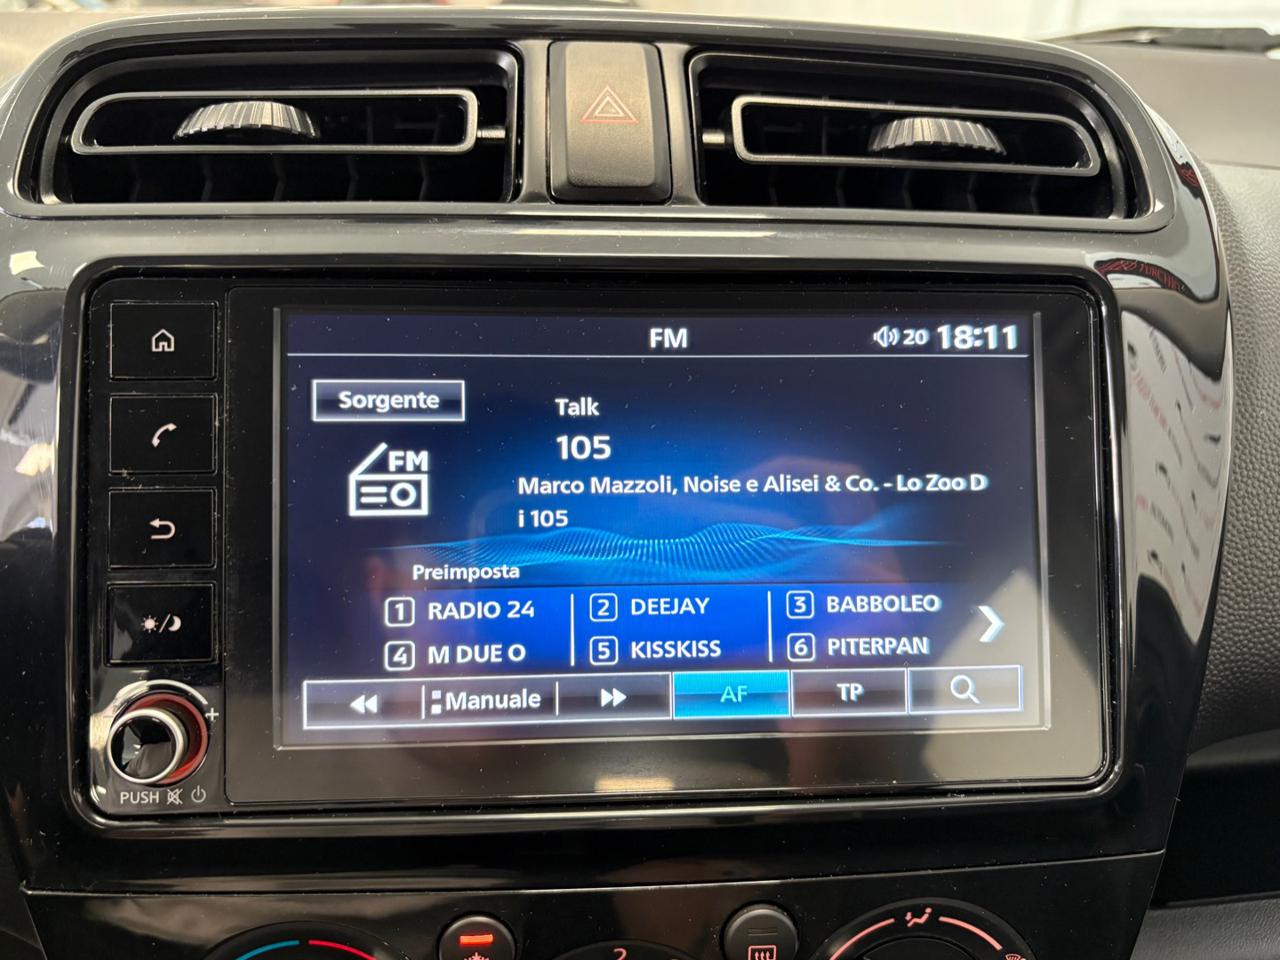 FM
20 18:11
Sorgente
Talk
FM
105
Marco Mazzoli, Noise e Alisei & Co. - Lo Zoo D
i 105
Preimposta
1 RADIO 24
2 DEEJAY
3 BABBOLEO
4 M DUE O
5 KISSKISS
6 PITERPAN
Manuale
AF
TP
- +
PUSH
2